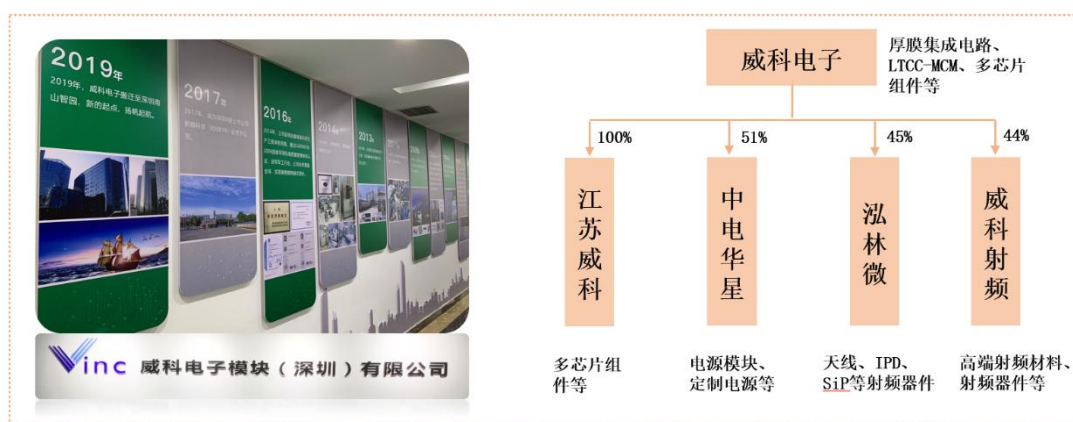 2019年
2019年，威科电子搬迁至深圳南
山智园，新的起点，扬帆起航。
2017年
2016年
2014年
2013年
Vinc 威科电子模块（深圳）有限公司
威科电子
厚膜集成电路、
LTCC-MCM、多芯片
组件等
100%
51%
45%
44%
江苏威科
中电华星
泓林微
威科射频
多芯片组
件等
电源模块、
定制电源等
天线、IPD、
SiP等射频器件
高端射频材料、
射频器件等